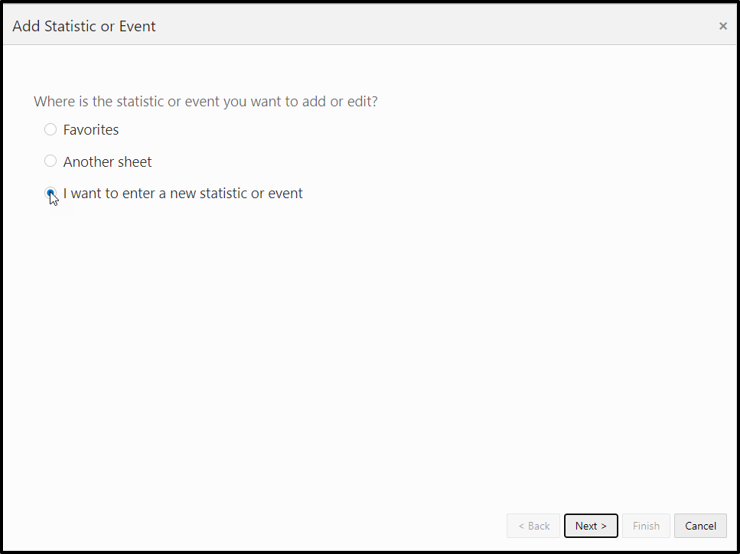 Add Statistic or Event
Where is the statistic or event you want to add or edit?
Favorites
Another sheet
I want to enter a new statistic or event
< Back Next > Finish Cancel